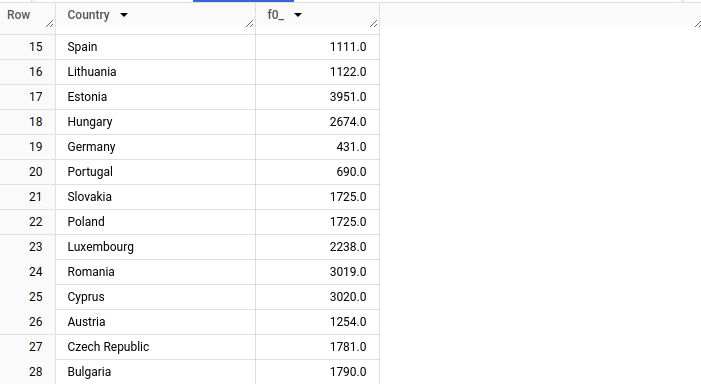 Row Country f0_
15 Spain 1111.0
16 Lithuania 1122.0
17 Estonia 3951.0
18 Hungary 2674.0
19 Germany 431.0
20 Portugal 690.0
21 Slovakia 1725.0
22 Poland 1725.0
23 Luxembourg 2238.0
24 Romania 3019.0
25 Cyprus 3020.0
26 Austria 1254.0
27 Czech Republic 1781.0
28 Bulgaria 1790.0